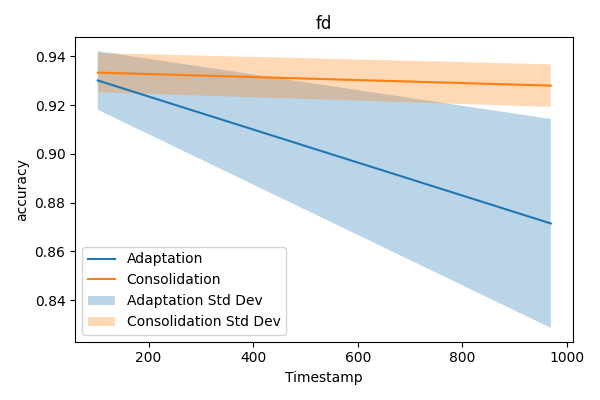 fd
accuracy
0.94
0.92
0.90
0.88
0.86
0.84
Adaptation
Consolidation
Adaptation Std Dev
Consolidation Std Dev
200
400
600
800
1000
Timestamp